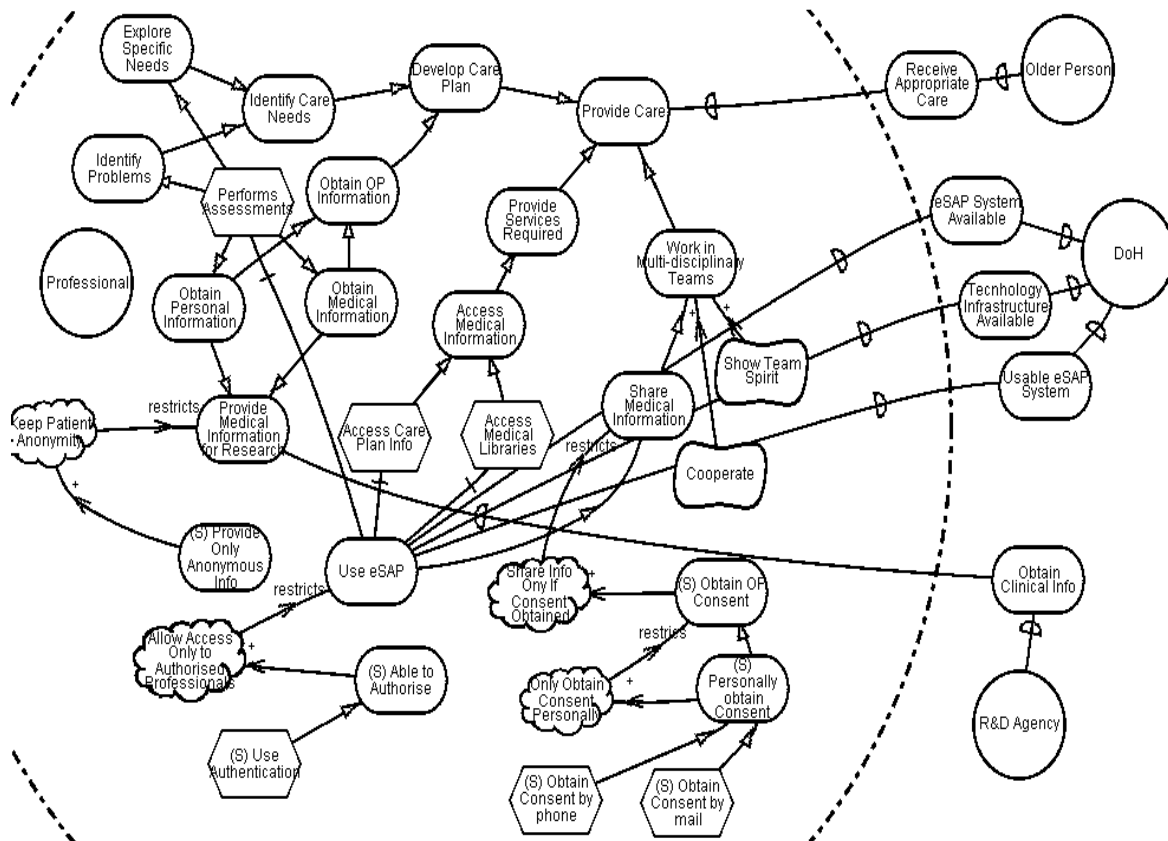 Explore
Specific
Needs
Develop Care
Plan
Identify Care
Needs
Provide Care
Receive
Appropriate
Care
Older Person
Identify
Problems
Performs
Assessments
Obtain OP
Information
Provide
Services
Required
eSAP System
Available
Work in
Multi-disciplinary
Teams
DoH
Professional
Obtain
Personal
Information
Obtain
Medical
Information
Access
Medical
Information
Tecnhology
Infrastructure
Available
+
+
Show Team
Spirit
Usable eSAP
System
Keep Patient
Anonymity
restricts
Provide
Medical
Information
for Research
Access Care
Plan Info
Access
Medical
Libraries
Share
Medical
Information
restricts
Cooperate
+
(S) Provide
Only
Anonymous
Info
Use eSAP
restricts
Share Info
Ony If
Consent
Obtained
+
(S) Obtain OP
Consent
Obtain
Clinical Info
restrics
Allow Access
Only to
Authorised
Professionals
+
(S) Able to
Authorise
Only Obtain
Consent
Personally
+
(S)
Personally
obtain
Consent
R&D Agency
(S) Use
Authentication
(S) Obtain
Consent by
phone
(S) Obtain
Consent by
mail